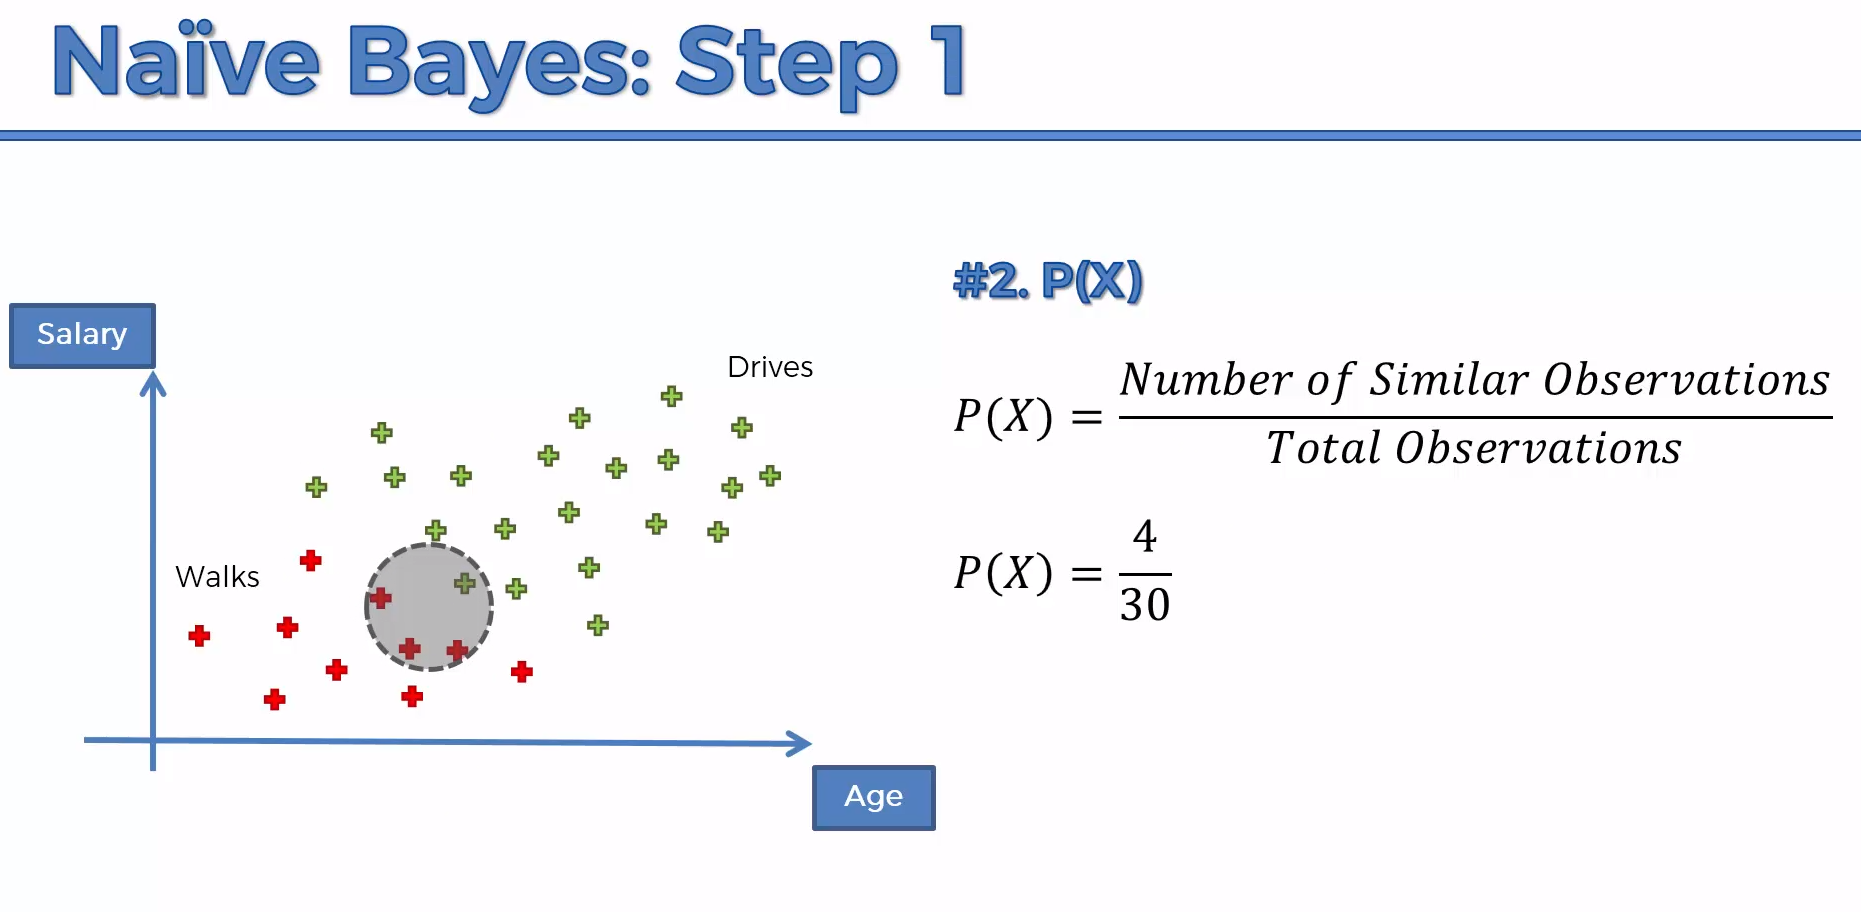 Naïve Bayes: Step 1
#2. P(X)
Salary
Drives
P(X) = Number of Similar Observations / Total Observations
P(X) = 4 / 30
Walks
Age